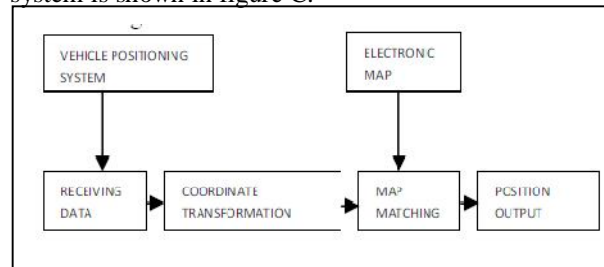 system is shown in figure C.
VEHICLE POSITIONING
SYSTEM
ELECTRONIC
MAP
RECEIVING
DATA
COORDINATE
TRANSFORMATION
MAP
MATCHING
POSITION
OUTPUT